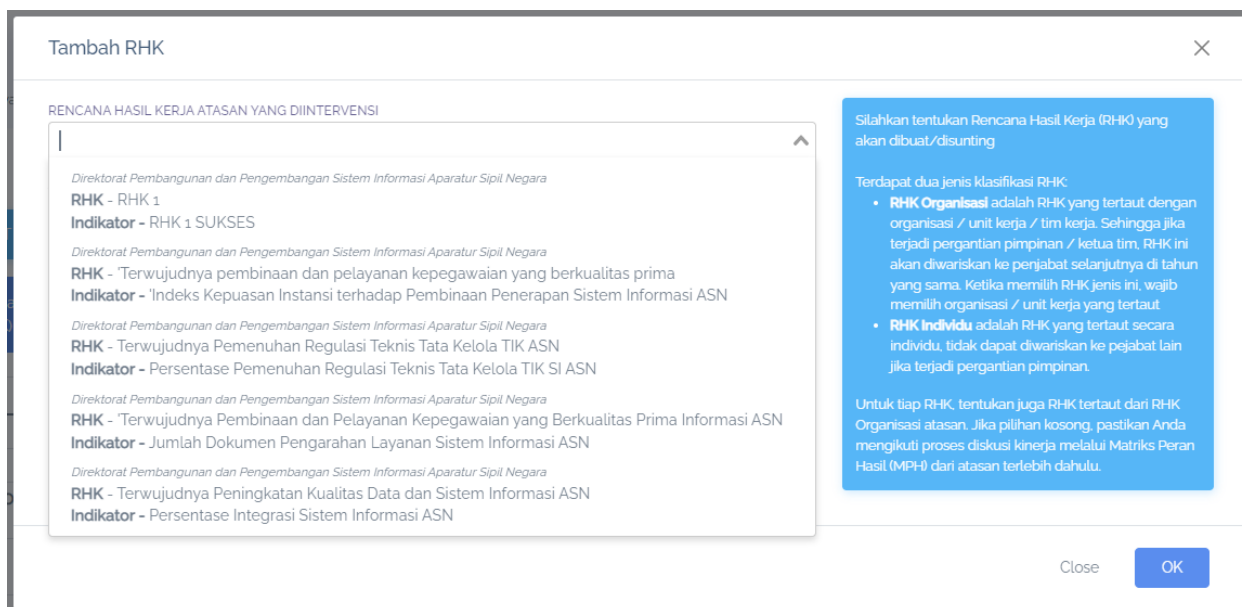 Tambah RHK
RENCANA HASIL KERJA ATASAN YANG DIINTERVENSI
Direktorat Pembangunan dan Pengembangan Sistem Informasi Aparatur Sipil Negara
RHK - RHK 1
Indikator - RHK 1 SUKSES
Direktorat Pembangunan dan Pengembangan Sistem Informasi Aparatur Sipil Negara
RHK - 'Terwujudnya pembinaan dan pelayanan kepegawaian yang berkualitas prima
Indikator - 'Indeks Kepuasan Instansi terhadap Pembinaan Penerapan Sistem Informasi ASN
Direktorat Pembangunan dan Pengembangan Sistem Informasi Aparatur Sipil Negara
RHK - Terwujudnya Pemenuhan Regulasi Teknis Tata Kelola TIK ASN
Indikator - Persentase Pemenuhan Regulasi Teknis Tata Kelola TIK SI ASN
Direktorat Pembangunan dan Pengembangan Sistem Informasi Aparatur Sipil Negara
RHK - 'Terwujudnya Pembinaan dan Pelayanan Kepegawaian yang Berkualitas Prima Informasi ASN
Indikator - Jumlah Dokumen Pengarahan Layanan Sistem Informasi ASN
Direktorat Pembangunan dan Pengembangan Sistem Informasi Aparatur Sipil Negara
RHK - Terwujudnya Peningkatan Kualitas Data dan Sistem Informasi ASN
Indikator - Persentase Integrasi Sistem Informasi ASN
Silahkan tentukan Rencana Hasil Kerja (RHK) yang
akan dibuat/disunting
Terdapat dua jenis klasifikasi RHK:
• RHK Organisasi adalah RHK yang tertaut dengan
organisasi / unit kerja / tim kerja. Sehingga jika
terjadi pergantian pimpinan / ketua tim, RHK ini
akan diwariskan ke penjabat selanjutnya di tahun
yang sama. Ketika memilih RHK jenis ini, wajib
memilih organisasi / unit kerja yang tertaut
• RHK Individu adalah RHK yang tertaut secara
individu, tidak dapat diwariskan ke pejabat lain
jika terjadi pergantian pimpinan.
Untuk tiap RHK, tentukan juga RHK tertaut dari RHK
Organisasi atasan. Jika pilihan kosong, pastikan Anda
mengikuti proses diskusi kinerja melalui Matriks Peran
Hasil (MPH) dari atasan terlebih dahulu.
Close
OK